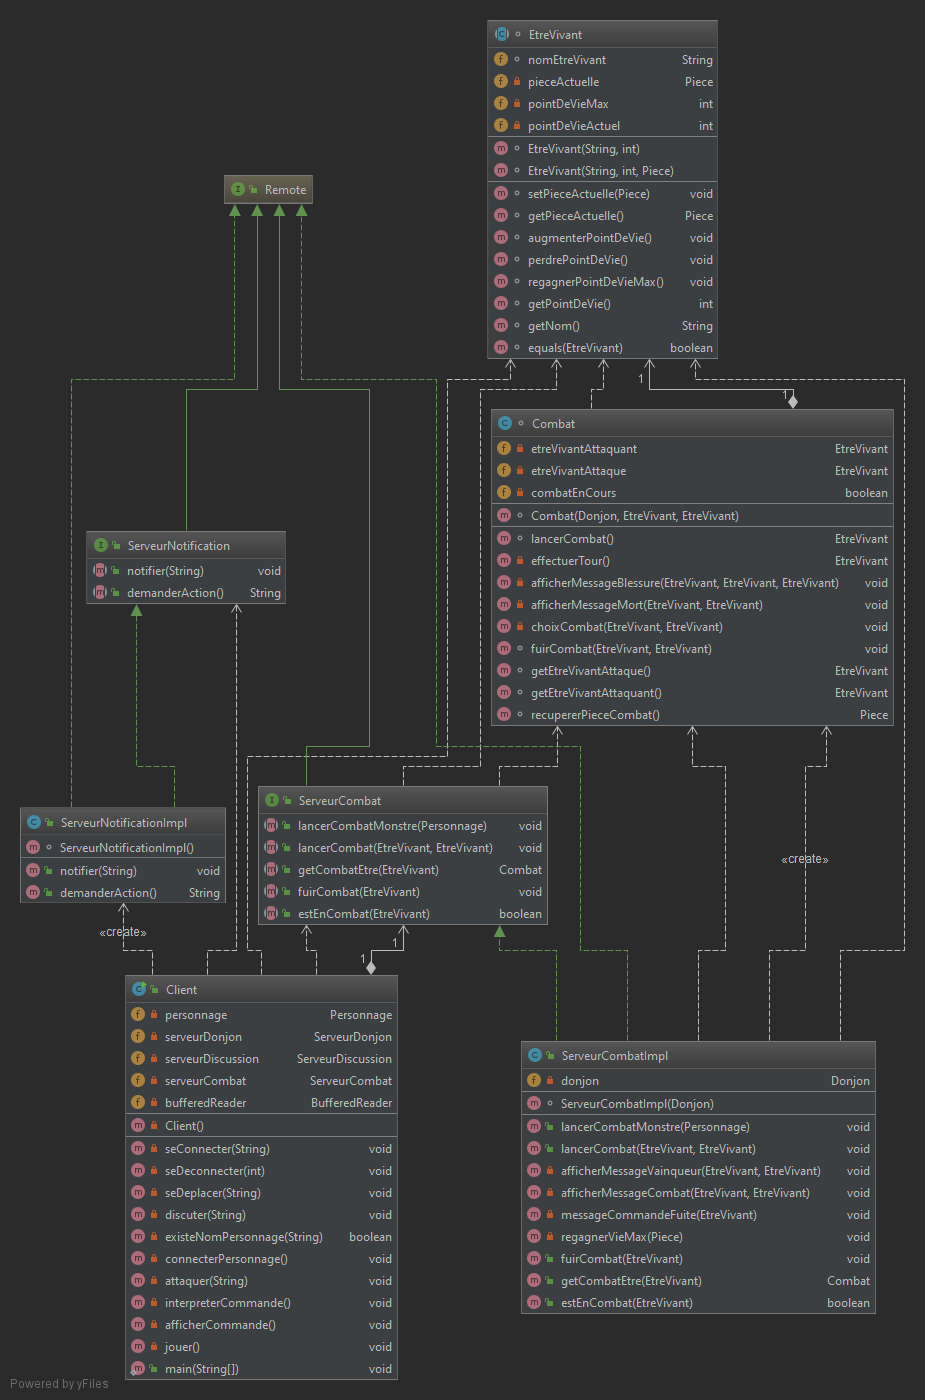 EtreVivant
nomEtreVivant String
pieceActuelle Piece
pointDeVieMax int
pointDeVieActuel int
EtreVivant(String, int)
EtreVivant(String, int, Piece)
setPieceActuelle(Piece) void
getPieceActuelle() Piece
augmenterPointDeVie() void
perdrePointDeVie() void
regagnerPointDeVieMax() void
getPointDeVie() int
getNom() String
equals(EtreVivant) boolean
Remote
1
1
Combat
etreVivantAttaquant EtreVivant
etreVivantAttaque EtreVivant
combatEnCours boolean
Combat(Donjon, EtreVivant, EtreVivant)
lancerCombat() EtreVivant
effectuerTour() EtreVivant
afficherMessageBlessure(EtreVivant, EtreVivant, EtreVivant) void
afficherMessageMort(EtreVivant, EtreVivant) void
choixCombat(EtreVivant, EtreVivant) void
fuirCombat(EtreVivant, EtreVivant) void
getEtreVivantAttaque() EtreVivant
getEtreVivantAttaquant() EtreVivant
recupererPieceCombat() Piece
ServeurNotification
notifier(String) void
demanderAction() String
ServeurNotificationImpl
ServeurNotificationImpl()
notifier(String) void
demanderAction() String
ServeurCombat
lancerCombatMonstre(Personnage) void
lancerCombat(EtreVivant, EtreVivant) void
getCombatEtre(EtreVivant) Combat
fuirCombat(EtreVivant) void
estEnCombat(EtreVivant) boolean
«create»
«create»
1
1
Client
personnage Personnage
serveurDonjon ServeurDonjon
serveurDiscussion ServeurDiscussion
serveurCombat ServeurCombat
bufferedReader BufferedReader
Client()
seConnecter(String) void
seDeconnecter(int) void
seDeplacer(String) void
discuter(String) void
existeNomPersonnage(String) boolean
connecterPersonnage() void
attaquer(String) void
interpreterCommande() void
afficherCommande() void
jouer() void
main(String[]) void
ServeurCombatImpl
donjon Donjon
ServeurCombatImpl(Donjon)
lancerCombatMonstre(Personnage) void
lancerCombat(EtreVivant, EtreVivant) void
afficherMessageVainqueur(EtreVivant, EtreVivant) void
afficherMessageCombat(EtreVivant, EtreVivant) void
messageCommandeFuite(EtreVivant) void
regagnerVieMax(Piece) void
fuirCombat(EtreVivant) void
getCombatEtre(EtreVivant) Combat
estEnCombat(EtreVivant) boolean
Powered by yFiles